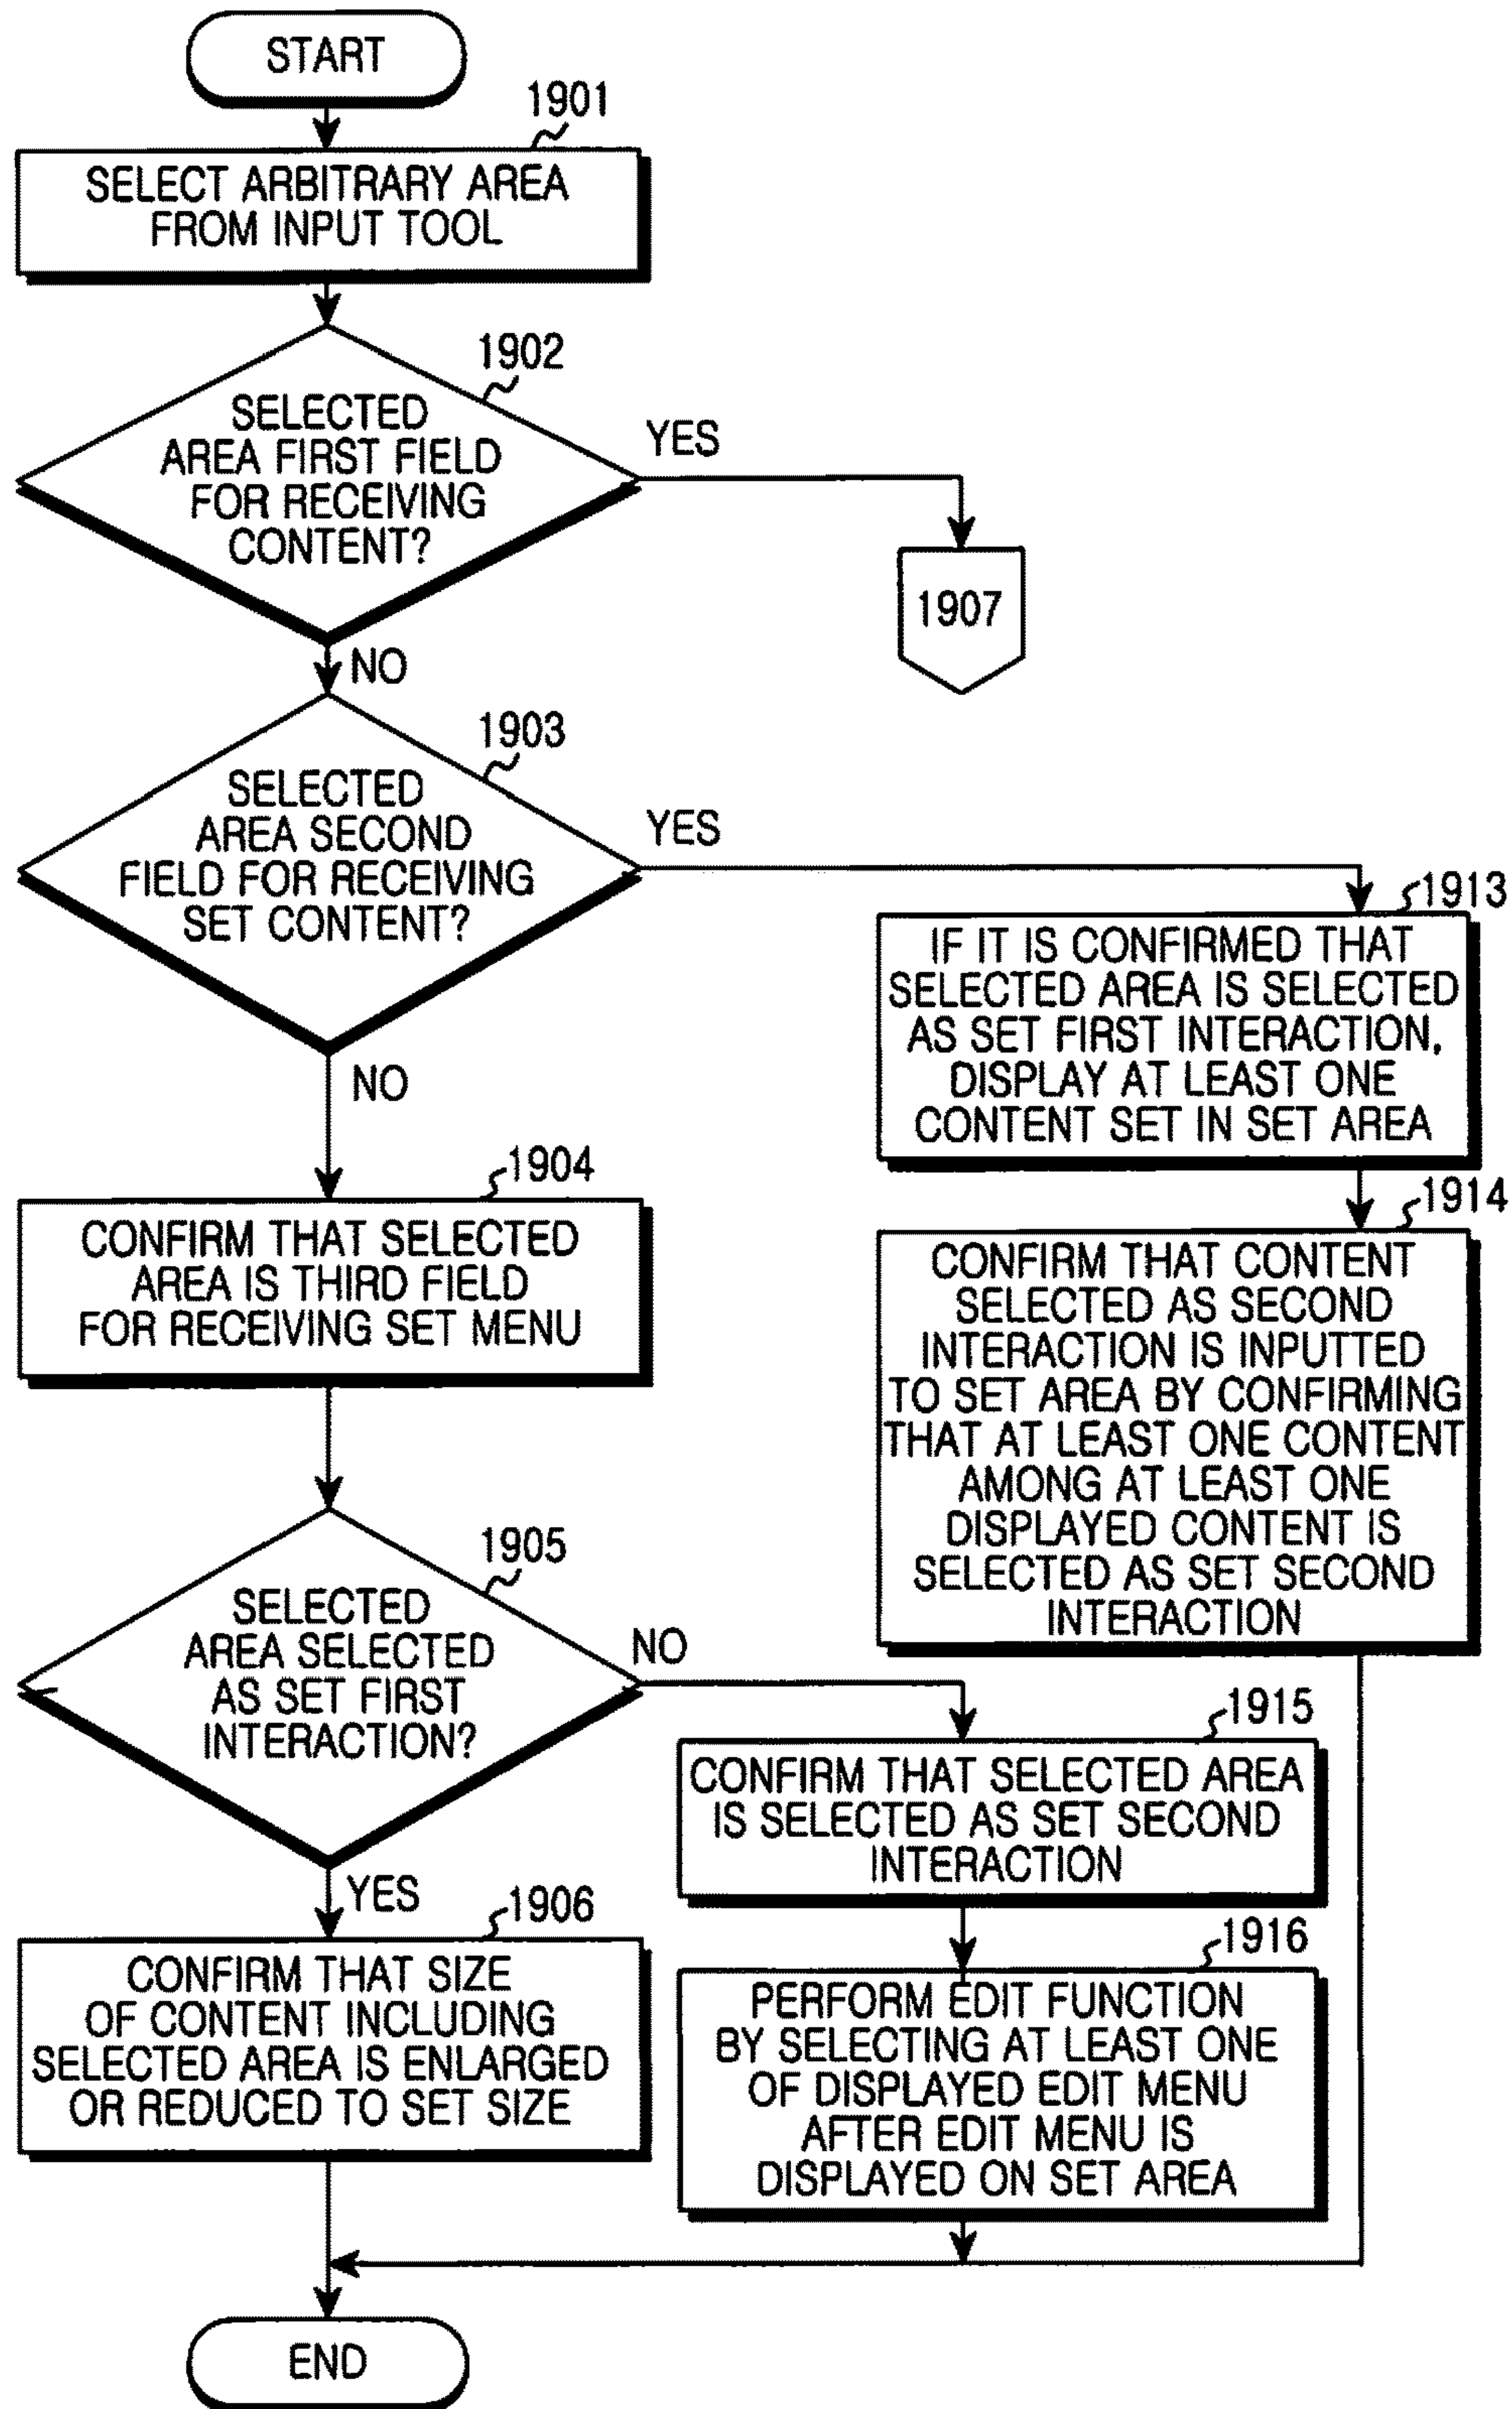 START
1901
SELECT ARBITRARY AREA
FROM INPUT TOOL
1902
SELECTED
AREA FIRST FIELD
FOR RECEIVING
CONTENT?
YES
1907
NO
1903
SELECTED
AREA SECOND
FIELD FOR RECEIVING
SET CONTENT?
YES
1913
IF IT IS CONFIRMED THAT
SELECTED AREA IS SELECTED
AS SET FIRST INTERACTION,
DISPLAY AT LEAST ONE
CONTENT SET IN SET AREA
NO
1904
CONFIRM THAT SELECTED
AREA IS THIRD FIELD
FOR RECEIVING SET MENU
1914
CONFIRM THAT CONTENT
SELECTED AS SECOND
INTERACTION IS INPUTTED
TO SET AREA BY CONFIRMING
THAT AT LEAST ONE CONTENT
AMONG AT LEAST ONE
DISPLAYED CONTENT IS
SELECTED AS SET SECOND
INTERACTION
1905
SELECTED
AREA SELECTED
AS SET FIRST
INTERACTION?
NO
1915
CONFIRM THAT SELECTED AREA
IS SELECTED AS SET SECOND
INTERACTION
YES
1906
CONFIRM THAT SIZE
OF CONTENT INCLUDING
SELECTED AREA IS ENLARGED
OR REDUCED TO SET SIZE
1916
PERFORM EDIT FUNCTION
BY SELECTING AT LEAST ONE
OF DISPLAYED EDIT MENU
AFTER EDIT MENU IS
DISPLAYED ON SET AREA
END